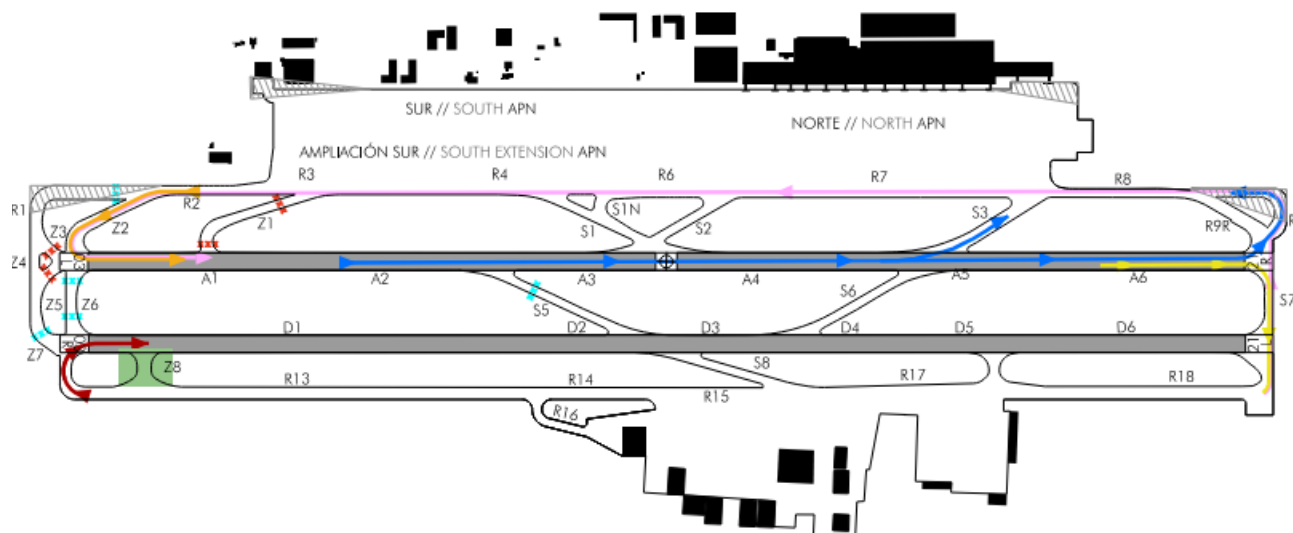 SUR // SOUTH APN
NORTE // NORTH APN
AMPLIACIÓN SUR // SOUTH EXTENSION APN
R3
R4
R6
R7
R8
R1
R2
Z1
Z2
Z3
S1N
S1
S2
S3
R9R
Z4
A1
A2
A3
A4
A5
A6
Z5
Z6
S5
S6
S7
Z7
D1
D2
D3
D4
D5
D6
21
L
Z8
S8
R13
R14
R15
R17
R18
R16